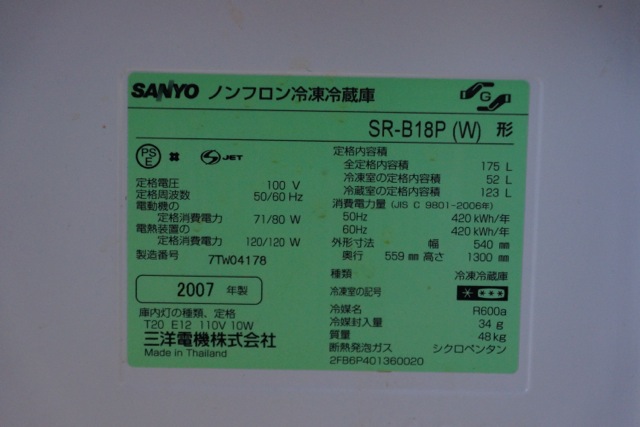 SANYO ノンフロン冷凍冷蔵庫
G
SR-B18P (W) 形
PS E JET
定格電圧 100 V
定格周波数 50/60 Hz
電動機の
定格消費電力 71/80 W
電熱装置の
定格消費電力 120/120 W
製造番号
7TW04178
2007 年製
庫内灯の種類、定格
T20 E12 110V 10W
三洋電機株式会社
Made in Thailand
定格内容積
全定格内容積 175 L
冷凍室の定格内容積 52 L
冷蔵室の定格内容積 123 L
消費電力量 (JIS C 9801-2006年)
50Hz 420 kWh/年
60Hz 420 kWh/年
外形寸法 幅 540 mm
奥行 559 mm 高さ 1300 mm
種類 冷凍冷蔵庫
冷凍室の記号 * ***
冷媒名 R600a
冷媒封入量 34 g
質量 48 kg
断熱発泡ガス シクロペンタン
2FB6P401360020